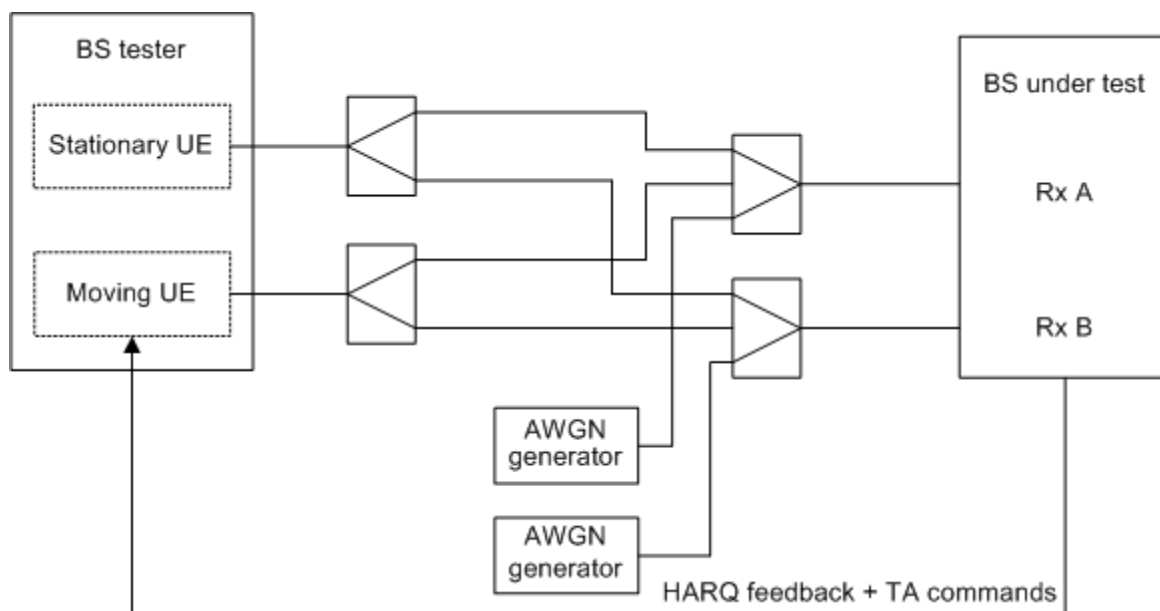 BS tester
Stationary UE
Moving UE
BS under test
Rx A
Rx B
AWGN
generator
AWGN
generator
HARQ feedback + TA commands